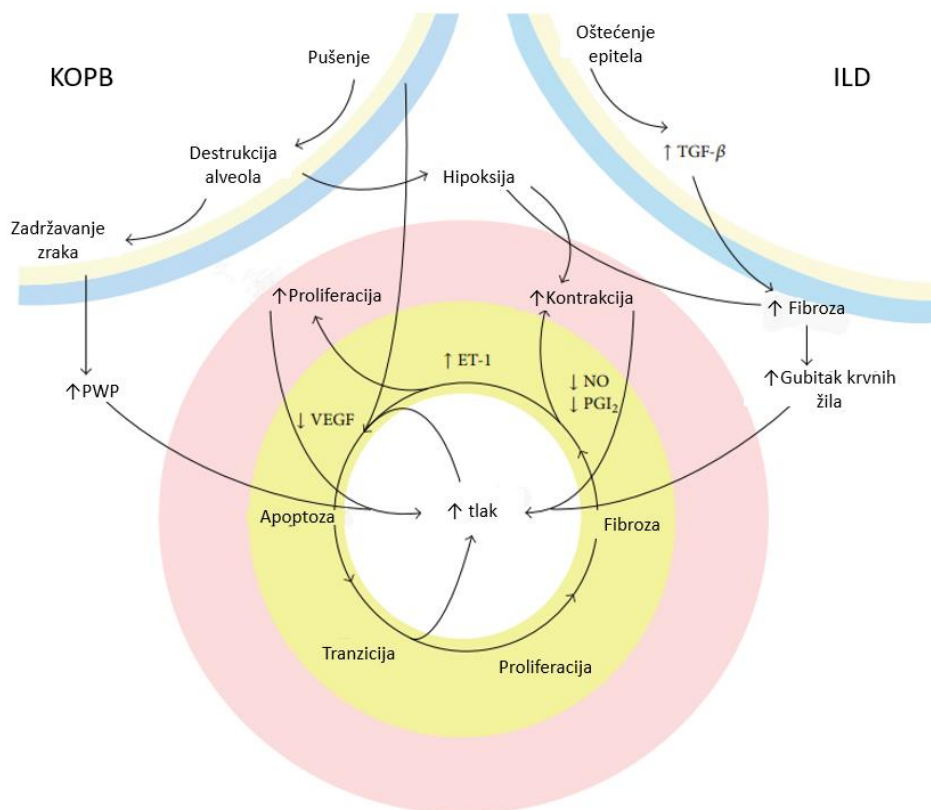 KOPB
Pušenje
Destrukcija
alveola
Zadržavanje
zraka
↑PWP
Hipoksija
Oštećenje
epitela
ILD
↑ TGF-β
↑ Fibroza
↑Gubitak krvnih
žila
↑Proliferacija
↑Kontrakcija
↑ ET-1
↓ NO
↓ PGI₂
↓ VEGF
Apoptoza
↑ tlak
Fibroza
Tranzicija
Proliferacija